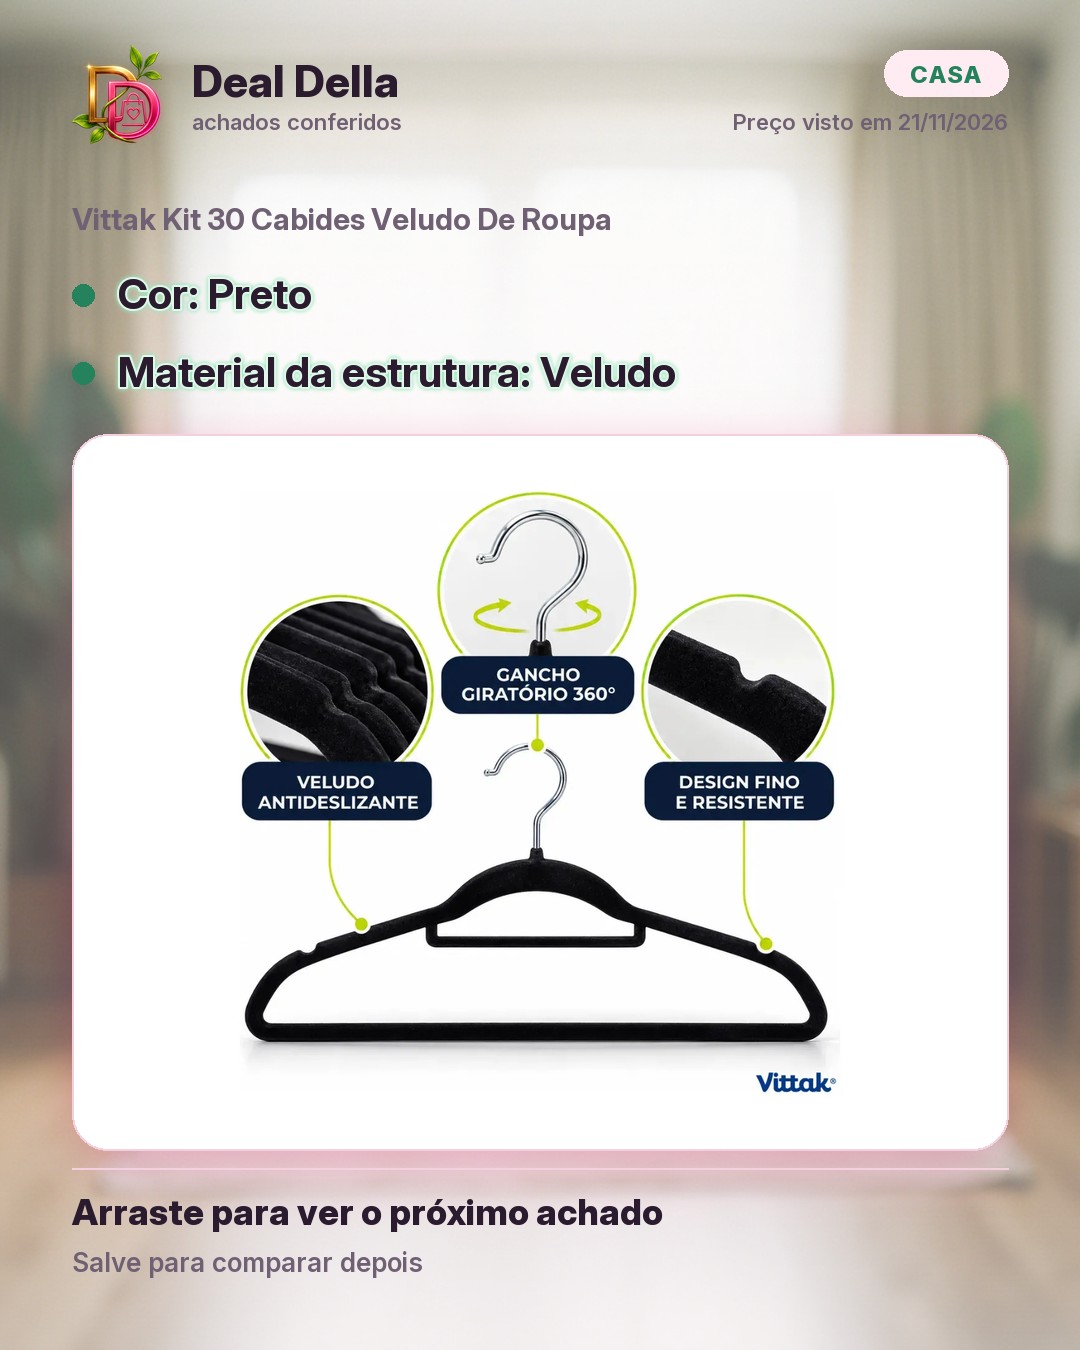 Deal Della
achados conferidos
CASA
Preço visto em 21/11/2026
Vittak Kit 30 Cabides Veludo De Roupa
Cor: Preto
Material da estrutura: Veludo
GANCHO
GIRATÓRIO 360°
VELUDO
ANTIDESLIZANTE
DESIGN FINO
E RESISTENTE
Vittak®
Arraste para ver o próximo achado
Salve para comparar depois